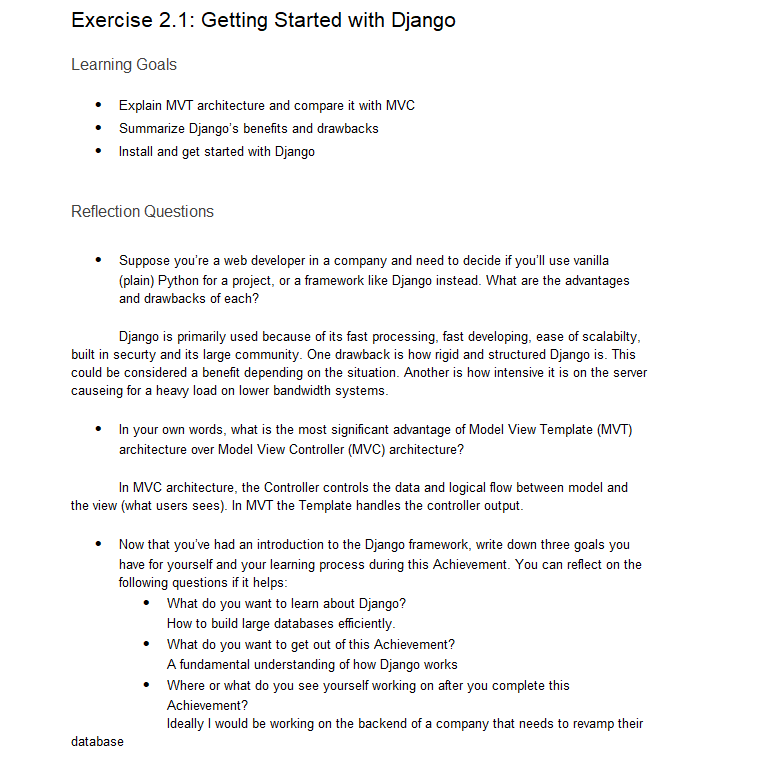 Exercise 2.1: Getting Started with Django
Learning Goals
• Explain MVT architecture and compare it with MVC
• Summarize Django's benefits and drawbacks
• Install and get started with Django
Reflection Questions
• Suppose you're a web developer in a company and need to decide if you'll use vanilla
(plain) Python for a project, or a framework like Django instead. What are the advantages
and drawbacks of each?
Django is primarily used because of its fast processing, fast developing, ease of scalabilty,
built in securty and its large community. One drawback is how rigid and structured Django is. This
could be considered a benefit depending on the situation. Another is how intensive it is on the server
causeing for a heavy load on lower bandwidth systems.
• In your own words, what is the most significant advantage of Model View Template (MVT)
architecture over Model View Controller (MVC) architecture?
In MVC architecture, the Controller controls the data and logical flow between model and
the view (what users sees). In MVT the Template handles the controller output.
• Now that you've had an introduction to the Django framework, write down three goals you
have for yourself and your learning process during this Achievement. You can reflect on the
following questions if it helps:
• What do you want to learn about Django?
How to build large databases efficiently.
• What do you want to get out of this Achievement?
A fundamental understanding of how Django works
• Where or what do you see yourself working on after you complete this
Achievement?
Ideally I would be working on the backend of a company that needs to revamp their
database